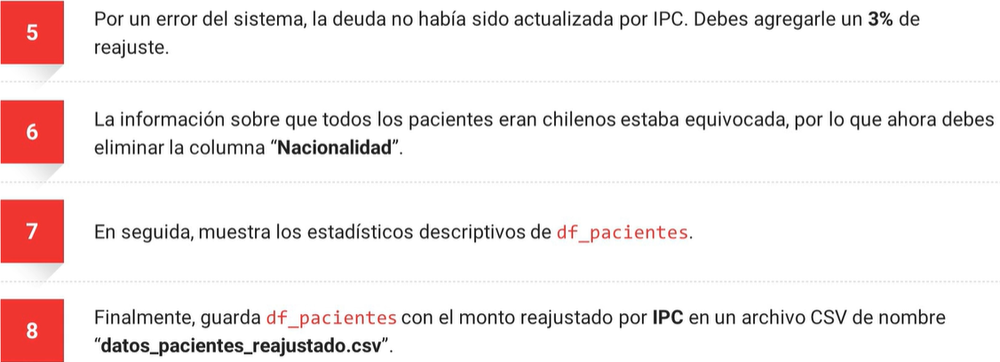 5
Por un error del sistema, la deuda no había sido actualizada por IPC. Debes agregarle un 3% de
reajuste.
6
La información sobre que todos los pacientes eran chilenos estaba equivocada, por lo que ahora debes
eliminar la columna “Nacionalidad”.
7
En seguida, muestra los estadísticos descriptivos de df_pacientes.
8
Finalmente, guarda df_pacientes con el monto reajustado por IPC en un archivo CSV de nombre
“datos_pacientes_reajustado.csv”.